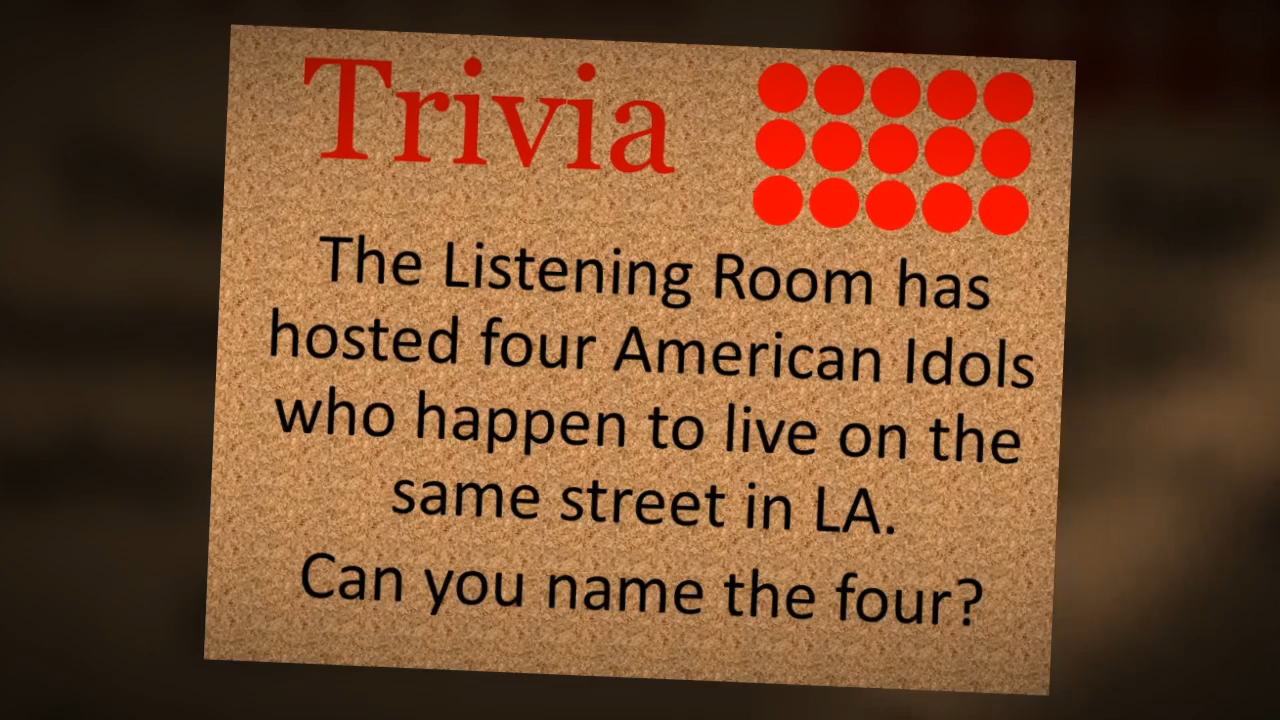 Trivia
The Listening Room has
hosted four American Idols
who happen to live on the
same street in LA.
Can you name the four?